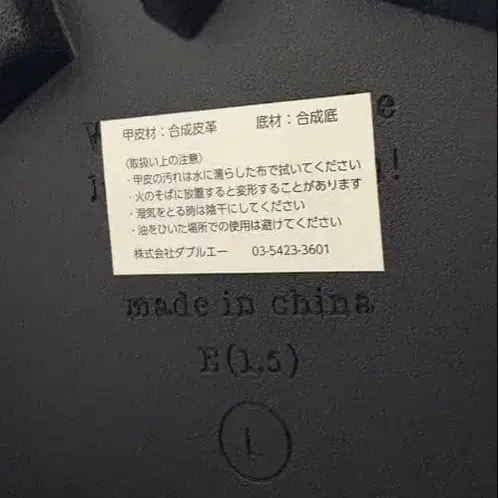 甲皮材：合成皮革　　底材：合成底
〈取扱い上の注意〉
・甲皮の汚れは水に濡らした布で拭いてください
・火のそばに放置すると変形することがあります
・湿気をとる時は陰干にしてください
・油をひいた場所での使用は避けてください
株式会社ダブルエー　　03-5423-3601
made in china
E(1.5)
L